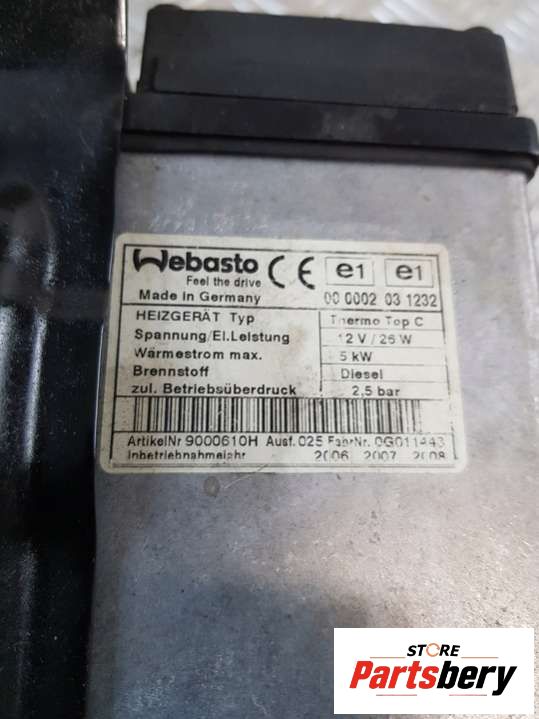 Webasto
Feel the drive
CE e1 e1
Made in Germany 00 0002 03 1232
HEIZGERÄT Typ Thermo Top C
Spannung/El.Leistung 12 V / 26 W
Wärmestrom max. 5 kW
Brennstoff Diesel
zul. Betriebsüberdruck 2,5 bar
ArtikelNr 9000610H Ausf. 025 FabrNr.
Inbetriebnahmejahr 2006 2007 2008
STORE
Partsbery